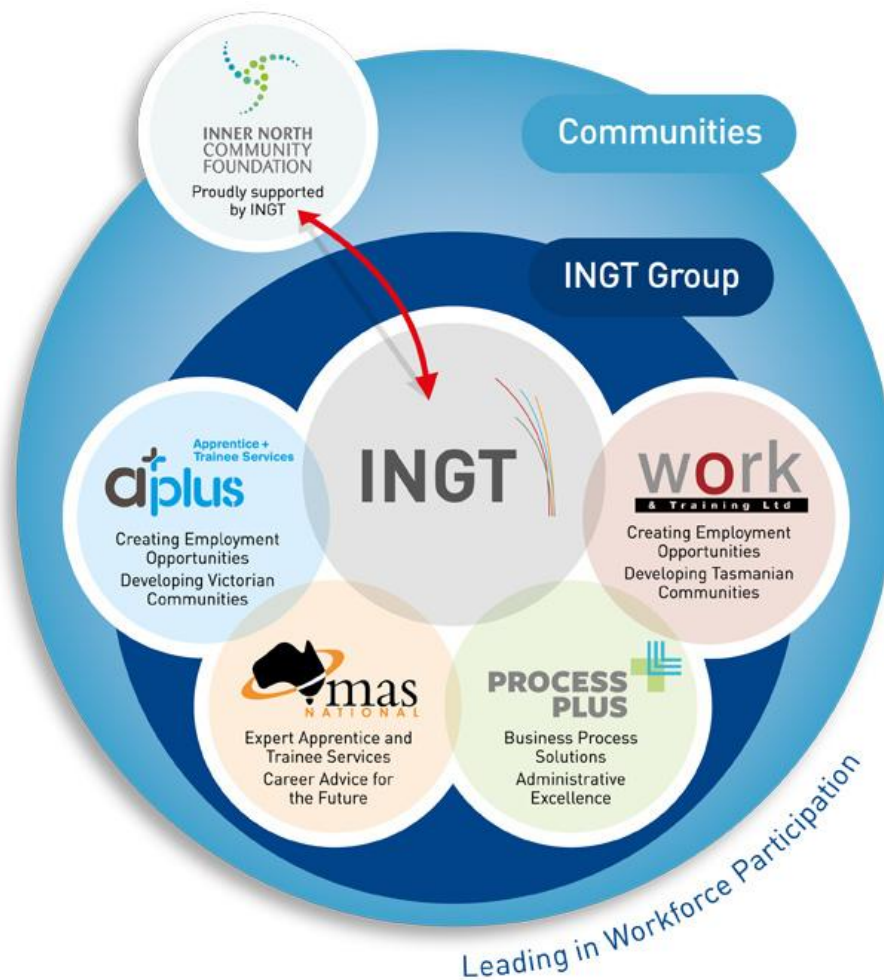 INNER NORTH
COMMUNITY
FOUNDATION
Proudly supported
by INGT
Communities
INGT Group
INGT
Apprentice +
Trainee Services
aplus
Creating Employment
Opportunities
Developing Victorian
Communities
work
& Training Ltd
Creating Employment
Opportunities
Developing Tasmanian
Communities
mas
NATIONAL
Expert Apprentice and
Trainee Services
Career Advice for
the Future
PROCESS
PLUS
Business Process
Solutions
Administrative
Excellence
Leading in Workforce Participation